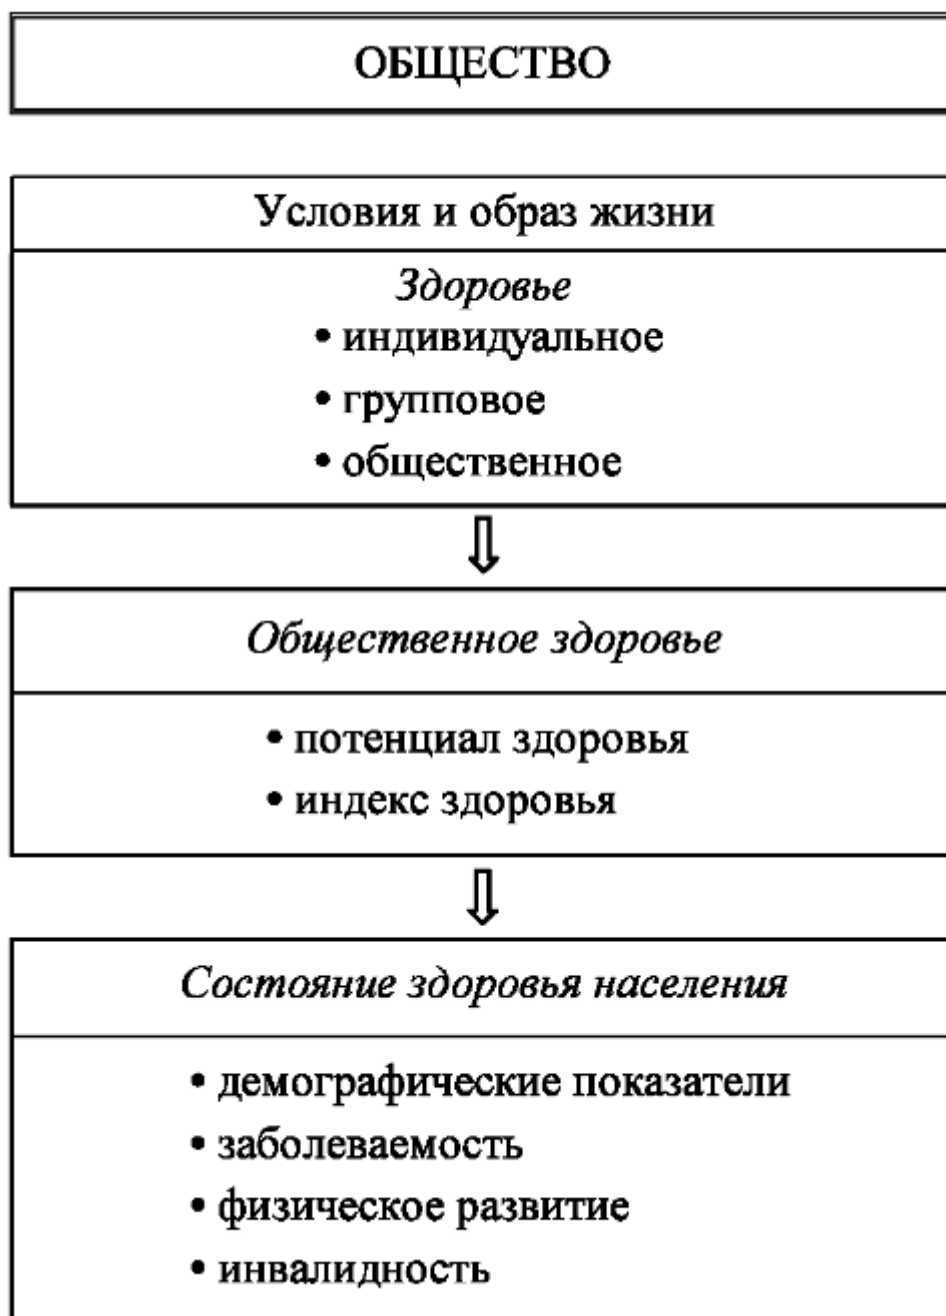 ОБЩЕСТВО
Условия и образ жизни
Здоровье
• индивидуальное
• групповое
• общественное
Общественное здоровье
• потенциал здоровья
• индекс здоровья
Состояние здоровья населения
• демографические показатели
• заболеваемость
• физическое развитие
• инвалидность